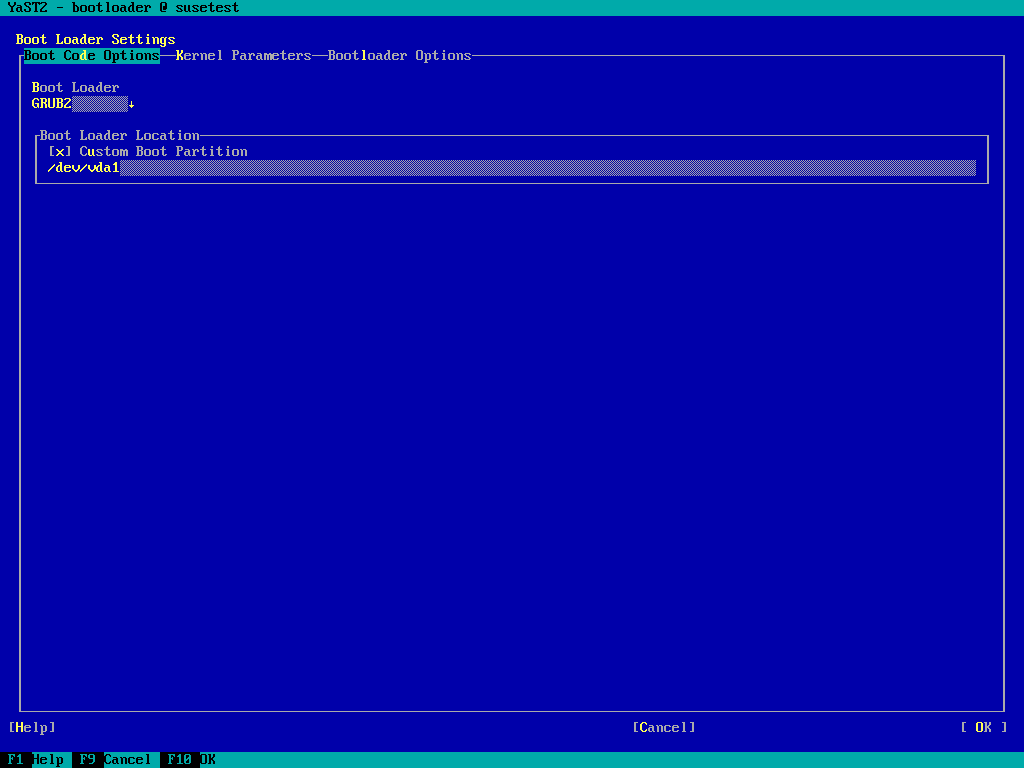 YaST2 - bootloader @ susetest
Boot Loader Settings
Boot Code Options Kernel Parameters Bootloader Options
Boot Loader
GRUB2 ↓
Boot Loader Location
[x] Custom Boot Partition
/dev/vda1
[Help] [Cancel] [ OK ]
F1 Help F9 Cancel F10 OK